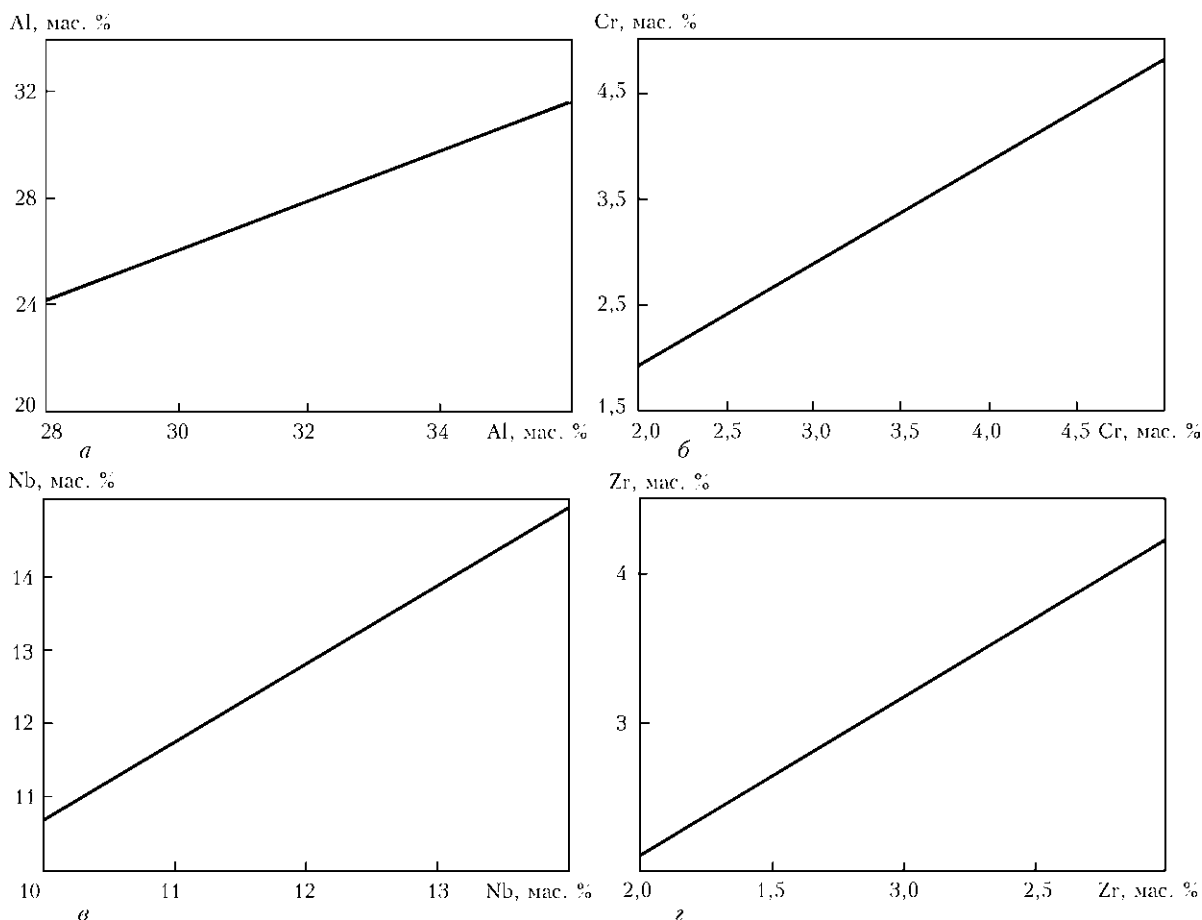 Al, мас. %
32
28
24
20
28 30 32 34 Al, мас. %
а
Cr, мас. %
4,5
3,5
2,5
1,5
2,0 2,5 3,0 3,5 4,0 4,5 Cr, мас. %
б
Nb, мас. %
14
13
12
11
10 11 12 13 Nb, мас. %
в
Zr, мас. %
4
3
2,0 1,5 3,0 2,5 Zr, мас. %
г